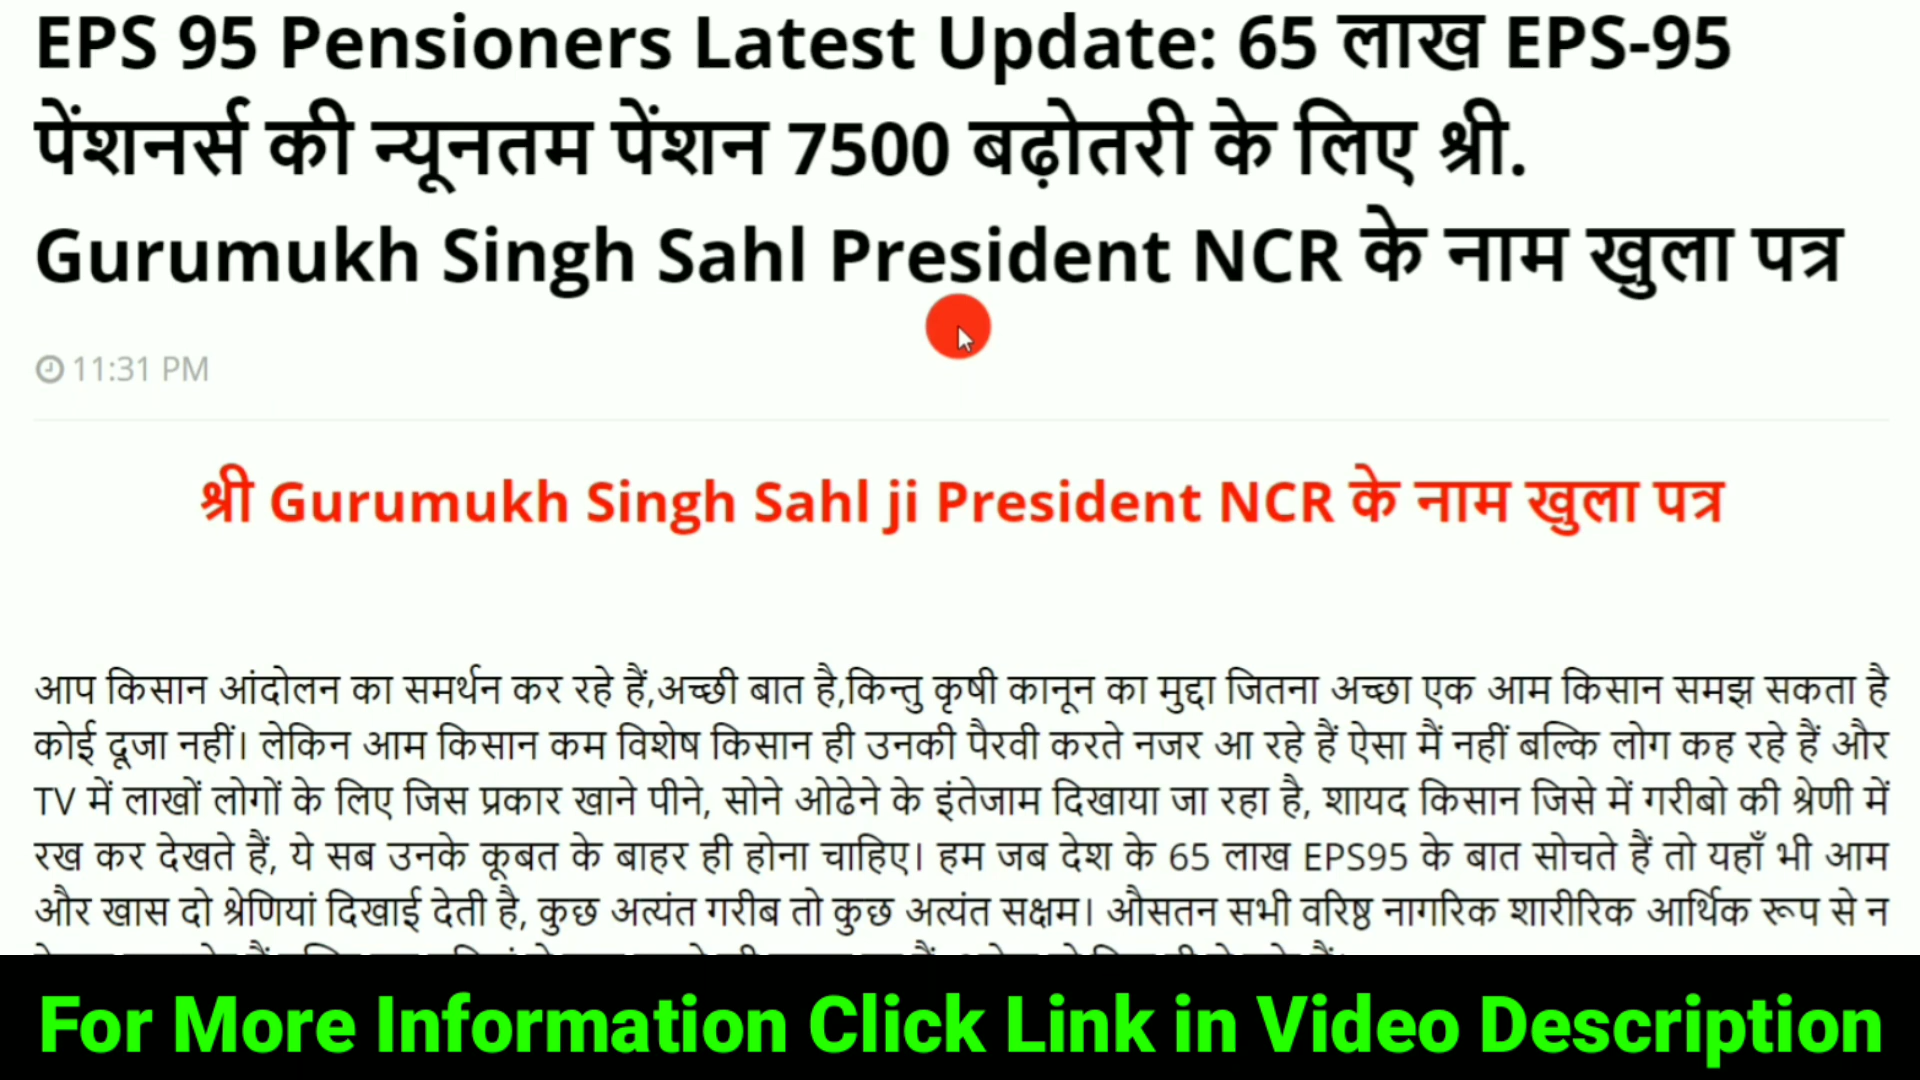 EPS 95 Pensioners Latest Update: 65 लाख EPS-95
पेंशनर्स की न्यूनतम पेंशन 7500 बढ़ोतरी के लिए श्री.
Gurumukh Singh Sahl President NCR के नाम खुला पत्र
11:31 PM
श्री Gurumukh Singh Sahl ji President NCR के नाम खुला पत्र
आप किसान आंदोलन का समर्थन कर रहे हैं,अच्छी बात है,किन्तु कृषी कानून का मुद्दा जितना अच्छा एक आम किसान समझ सकता है
कोई दूजा नहीं। लेकिन आम किसान कम विशेष किसान ही उनकी पैरवी करते नजर आ रहे हैं ऐसा मैं नहीं बल्कि लोग कह रहे हैं और
TV में लाखों लोगों के लिए जिस प्रकार खाने पीने, सोने ओढेने के इंतेजाम दिखाया जा रहा है, शायद किसान जिसे में गरीबो की श्रेणी में
रख कर देखते हैं, ये सब उनके कूबत के बाहर ही होना चाहिए। हम जब देश के 65 लाख EPS95 के बात सोचते हैं तो यहाँ भी आम
और खास दो श्रेणियां दिखाई देती है, कुछ अत्यंत गरीब तो कुछ अत्यंत सक्षम। औसतन सभी वरिष्ठ नागरिक शारीरिक आर्थिक रूप से न
For More Information Click Link in Video Description